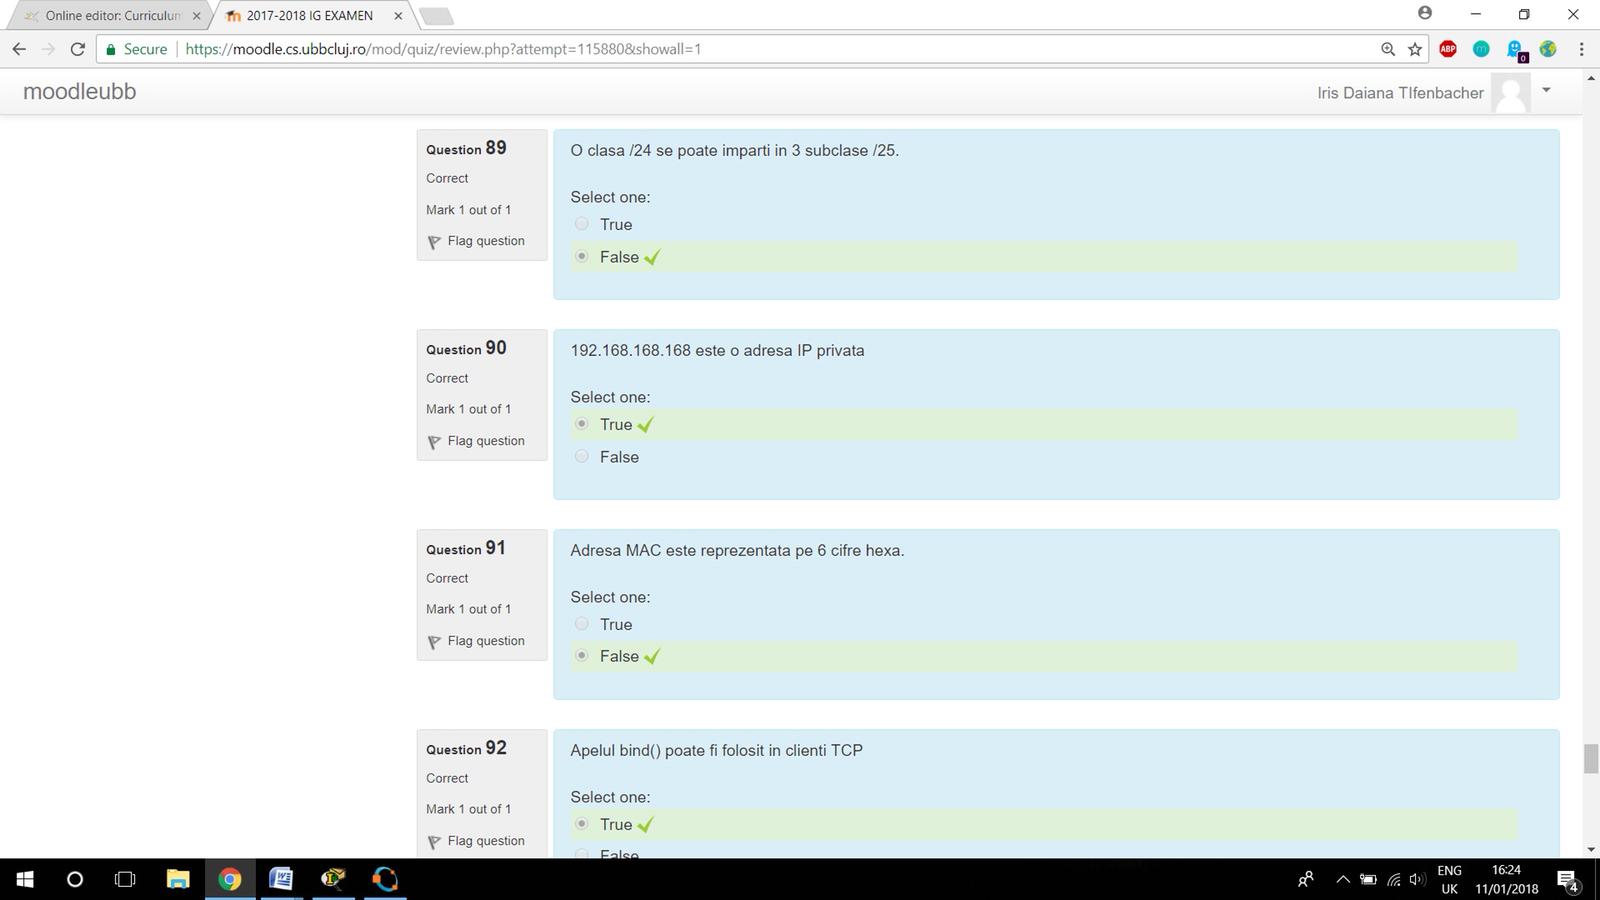 Online editor: Curriculun
2017-2018 IG EXAMEN
Secure
https://moodle.cs.ubbcluj.ro/mod/quiz/review.php?attempt=115880&showall=1
ABP
m
0
moodleubb
Iris Daiana TIfenbacher
Question 89
Correct
Mark 1 out of 1
Flag question
O clasa /24 se poate imparti in 3 subclase /25.
Select one:
True
False
Question 90
Correct
Mark 1 out of 1
Flag question
192.168.168.168 este o adresa IP privata
Select one:
True
False
Question 91
Correct
Mark 1 out of 1
Flag question
Adresa MAC este reprezentata pe 6 cifre hexa.
Select one:
True
False
Question 92
Correct
Mark 1 out of 1
Flag question
Apelul bind() poate fi folosit in clienti TCP
Select one:
True
False
ENG
UK
16:24
11/01/2018
4